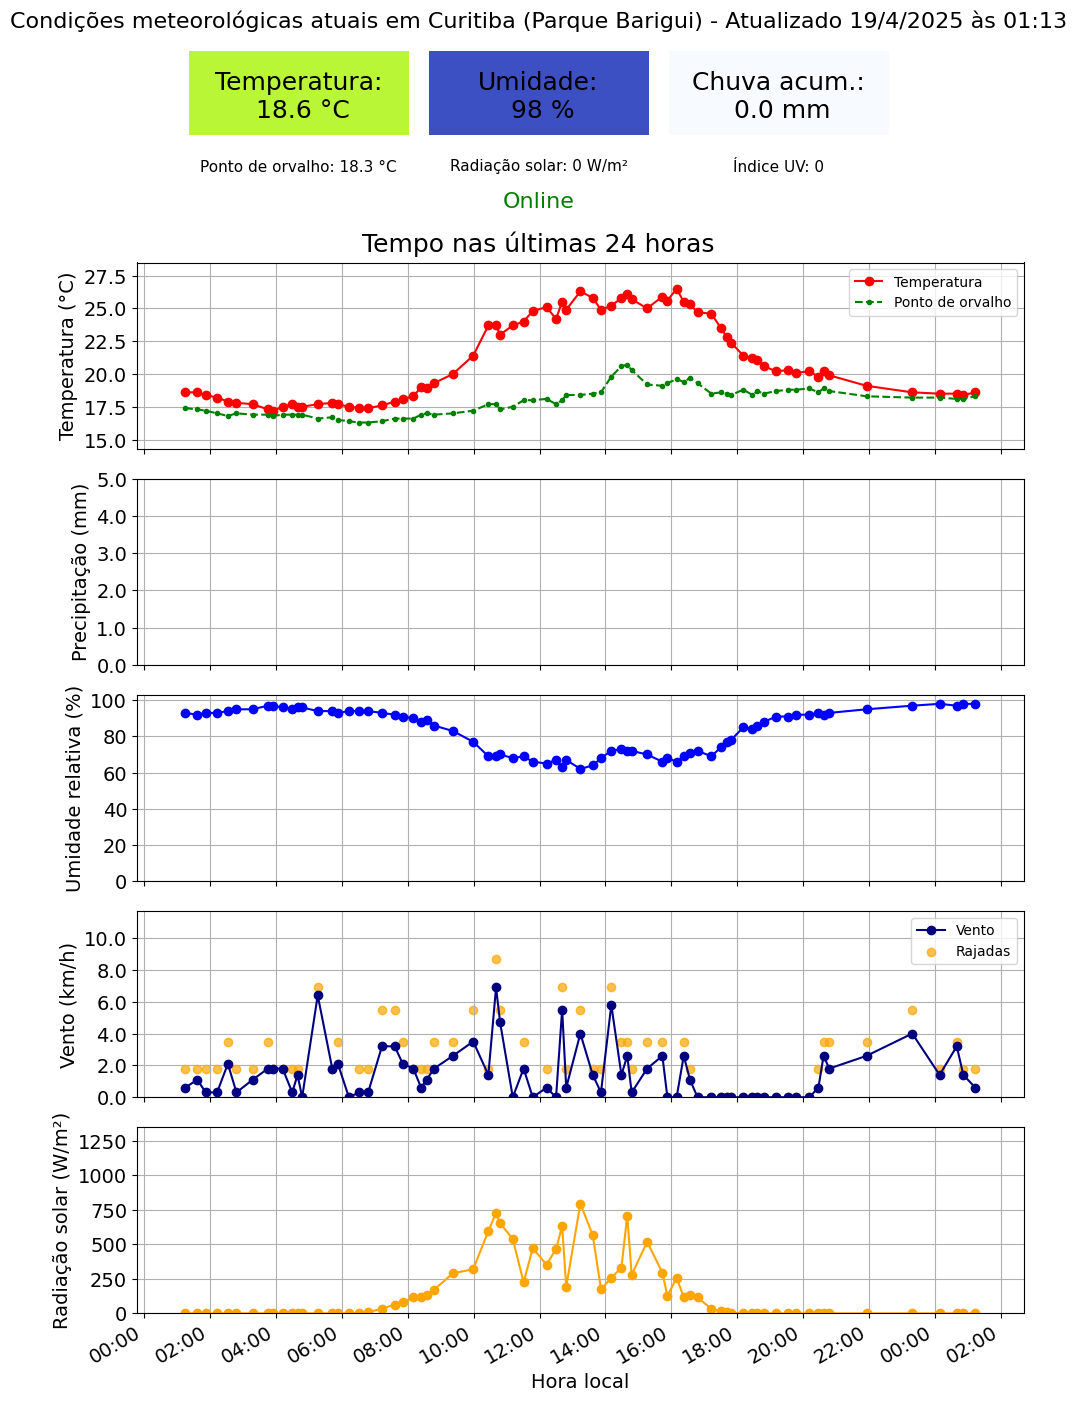 Condições meteorológicas atuais em Curitiba (Parque Barigui) - Atualizado 19/4/2025 às 01:13
Temperatura:
18.6 °C
Umidade:
98 %
Chuva acum.:
0.0 mm
Ponto de orvalho: 18.3 °C
Radiação solar: 0 W/m²
Índice UV: 0
Online
Tempo nas últimas 24 horas
Temperatura (°C)
27.5
25.0
22.5
20.0
17.5
15.0
Temperatura
Ponto de orvalho
Precipitação (mm)
5.0
4.0
3.0
2.0
1.0
0.0
Umidade relativa (%)
100
80
60
40
20
0
Vento (km/h)
10.0
8.0
6.0
4.0
2.0
0.0
Vento
Rajadas
Radiação solar (W/m²)
1250
1000
750
500
250
0
00:00
02:00
04:00
06:00
08:00
10:00
12:00
14:00
16:00
18:00
20:00
22:00
00:00
02:00
Hora local